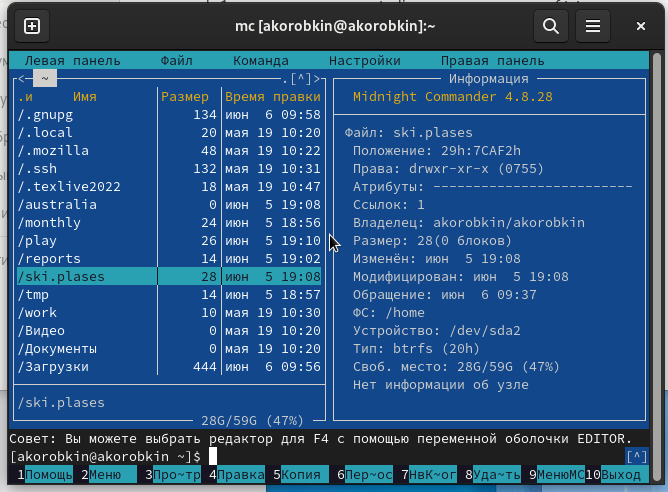 mc [akorobkin@akorobkin]:~
Левая панель Файл Команда Настройки Правая панель
<─ ~ .[^]>
.и Имя Размер Время правки
/.gnupg 134 июн 6 09:58
/.local 20 мая 19 10:20
/.mozilla 48 мая 19 10:22
/.ssh 132 мая 19 10:31
/.texlive2022 18 мая 19 10:47
/australia 0 июн 5 19:08
/monthly 24 июн 5 18:56
/play 26 июн 5 19:10
/reports 14 июн 5 19:02
/ski.plases 28 июн 5 19:08
/tmp 14 июн 5 18:57
/work 10 мая 19 10:30
/Видео 0 мая 19 10:20
/Документы 0 мая 19 10:20
/Загрузки 444 июн 6 09:56
/ski.plases
28G/59G (47%)
Информация
Midnight Commander 4.8.28
Файл: ski.plases
Положение: 29h:7CAF2h
Права: drwxr-xr-x (0755)
Атрибуты: -------------------------
Ссылок: 1
Владелец: akorobkin/akorobkin
Размер: 28(0 блоков)
Изменён: июн 5 19:08
Модифицирован: июн 5 19:08
Обращение: июн 6 09:37
ФС: /home
Устройство: /dev/sda2
Тип: btrfs (20h)
Своб. место: 28G/59G (47%)
Нет информации об узле
Совет: Вы можете выбрать редактор для F4 с помощью переменной оболочки EDITOR.
[akorobkin@akorobkin ~]$ [^]
1Помощь 2Меню 3Про~тр 4Правка 5Копия 6Пер~ос 7НвК~ог 8Уда~ть 9МенюМС 10Выход